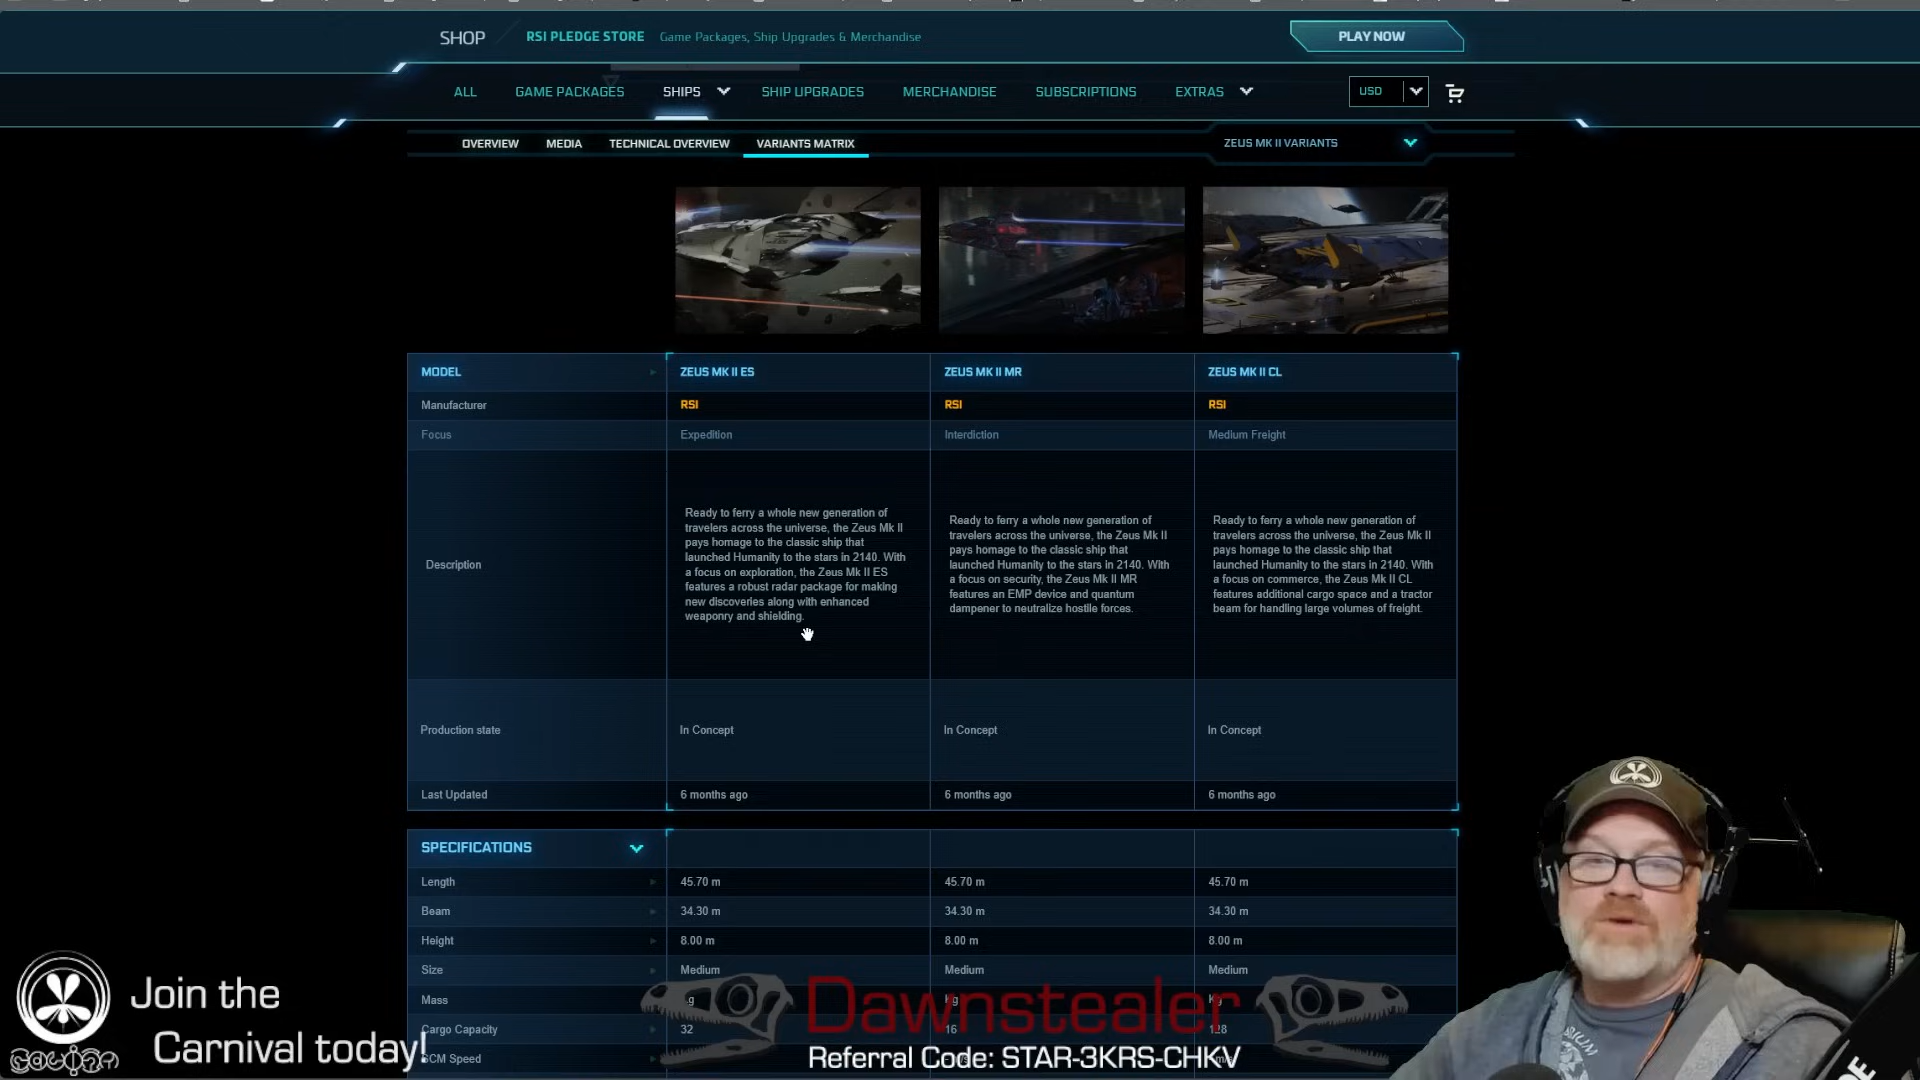 SHOP
RSI PLEDGE STORE
Game Packages, Ship Upgrades & Merchandise
PLAY NOW
ALL
GAME PACKAGES
SHIPS
SHIP UPGRADES
MERCHANDISE
SUBSCRIPTIONS
EXTRAS
USD
OVERVIEW
MEDIA
TECHNICAL OVERVIEW
VARIANTS MATRIX
ZEUS MK II VARIANTS
MODEL
ZEUS MK II ES
ZEUS MK II MR
ZEUS MK II CL
Manufacturer
RSI
RSI
RSI
Focus
Expedition
Interdiction
Medium Freight
Description
Ready to ferry a whole new generation of
travelers across the universe, the Zeus Mk II
pays homage to the classic ship that
launched Humanity to the stars in 2140. With
a focus on exploration, the Zeus Mk II ES
features a robust radar package for making
new discoveries along with enhanced
weaponry and shielding.
Ready to ferry a whole new generation of
travelers across the universe, the Zeus Mk II
pays homage to the classic ship that
launched Humanity to the stars in 2140. With
a focus on security, the Zeus Mk II MR
features an EMP device and quantum
dampener to neutralize hostile forces.
Ready to ferry a whole new generation of
travelers across the universe, the Zeus Mk II
pays homage to the classic ship that
launched Humanity to the stars in 2140. With
a focus on commerce, the Zeus Mk II CL
features additional cargo space and a tractor
beam for handling large volumes of freight.
Production state
In Concept
In Concept
In Concept
Last Updated
6 months ago
6 months ago
6 months ago
SPECIFICATIONS
Length
45.70 m
45.70 m
45.70 m
Beam
34.30 m
34.30 m
34.30 m
Height
8.00 m
8.00 m
8.00 m
Size
Medium
Medium
Medium
Mass
Cargo Capacity
32
16
128
SCM Speed
Join the
Carnival today!
Dawnstealer
Referral Code: STAR-3KRS-CHKV